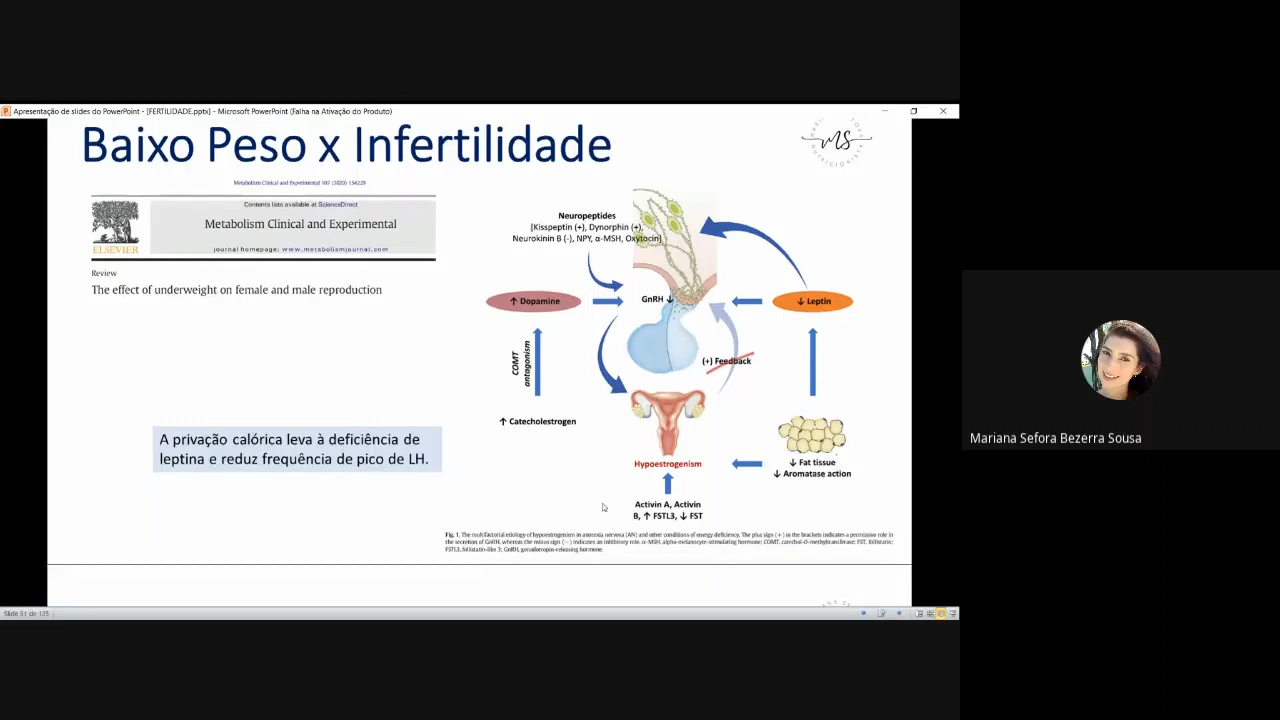 Apresentação de slides do PowerPoint - [FERTILIDADE.pptx] - Microsoft PowerPoint (Falha na Ativação do Produto)
Baixo Peso x Infertilidade
MS
NUTRICIONISTA
Metabolism Clinical and Experimental 107 (2020) 154229
Contents lists available at ScienceDirect
Metabolism Clinical and Experimental
journal homepage: www.metabolismjournal.com
ELSEVIER
Review
The effect of underweight on female and male reproduction
A privação calórica leva à deficiência de
leptina e reduz frequência de pico de LH.
Neuropeptides
[Kisspeptin (+), Dynorphin (+),
Neurokinin B (-), NPY, α-MSH, Oxytocin]
↑ Dopamine
GnRH ↓
↓ Leptin
COMT
antagonism
(+) Feedback
↑ Catecholestrogen
Hypoestrogenism
↓ Fat tissue
↓ Aromatase action
Activin A, Activin
B, ↑ FSTL3, ↓ FST
Fig. 1. The multifactorial etiology of hypoestrogenism in anorexia nervosa (AN) and other conditions of energy deficiency. The plus sign (+) in the brackets indicates a permissive role in
the secretion of GnRH, whereas the minus sign (−) indicates an inhibitory role. α-MSH, alpha-melanocyte-stimulating hormone; COMT, catechol-O-methyltransferase; FST, follistatin;
FSTL3, follistatin-like 3; GnRH, gonadotropin-releasing hormone.
Slide 51 de 125
Mariana Sefora Bezerra Sousa